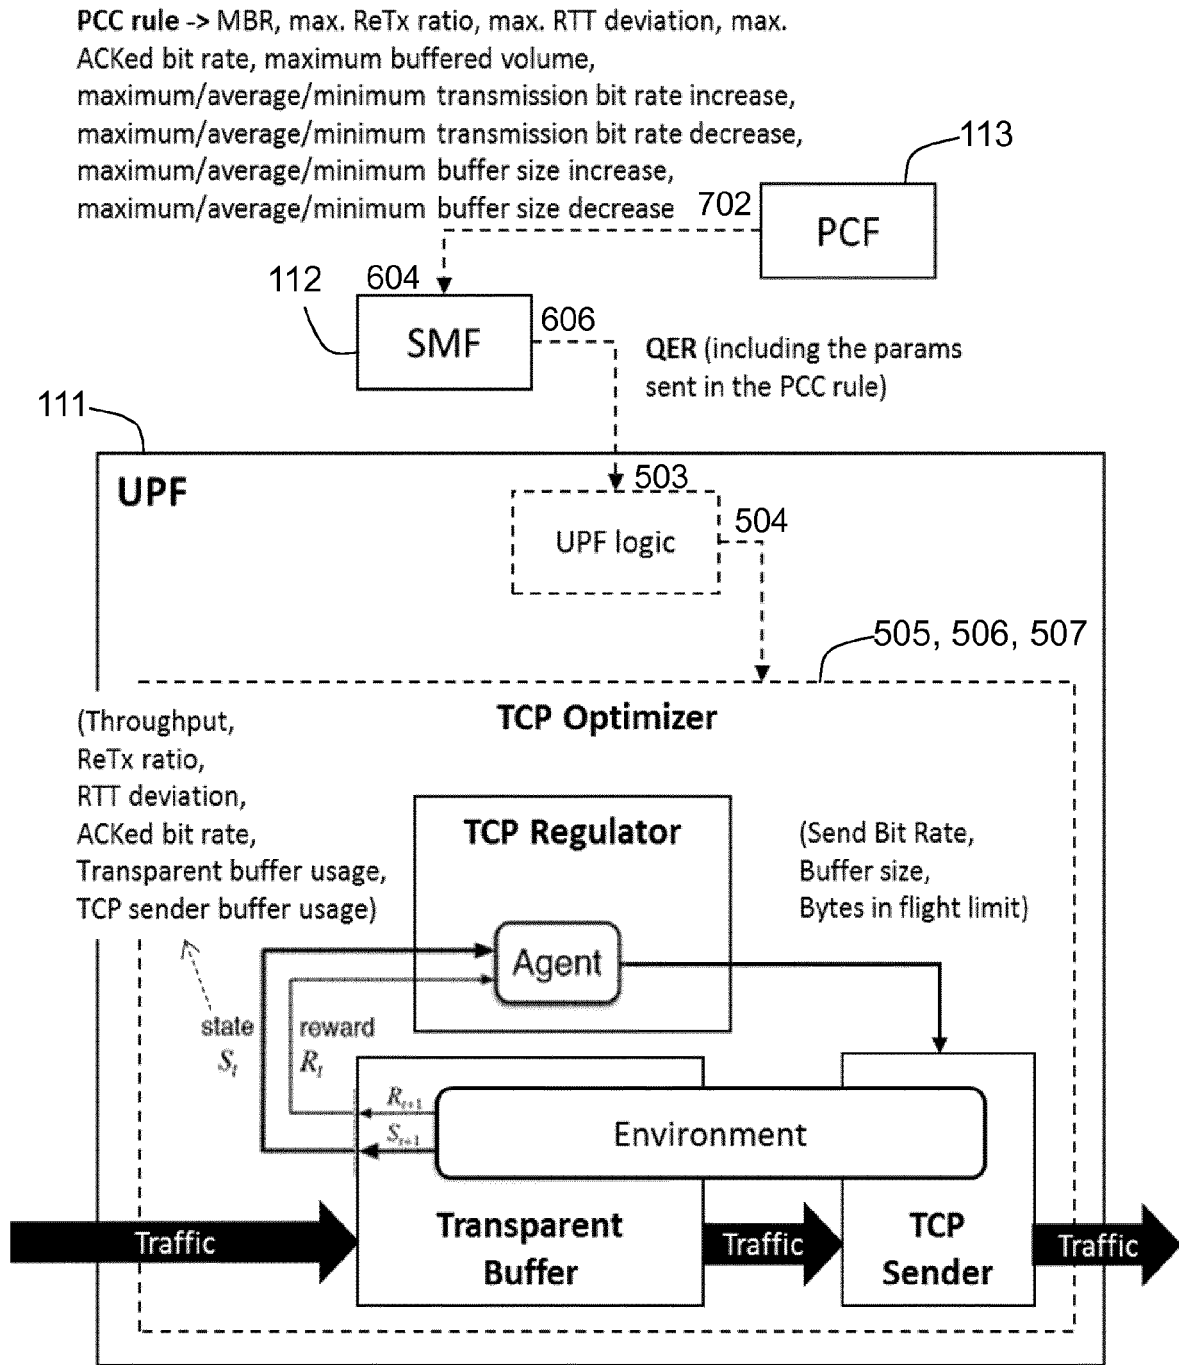 PCC rule -> MBR, max. ReTx ratio, max. RTT deviation, max.
ACKed bit rate, maximum buffered volume,
maximum/average/minimum transmission bit rate increase,
maximum/average/minimum transmission bit rate decrease,
maximum/average/minimum buffer size increase,
maximum/average/minimum buffer size decrease
113
702
PCF
112
604
SMF
606
QER (including the params
sent in the PCC rule)
111
UPF
503
UPF logic
504
505, 506, 507
TCP Optimizer
(Throughput,
ReTx ratio,
RTT deviation,
ACKed bit rate,
Transparent buffer usage,
TCP sender buffer usage)
TCP Regulator
(Send Bit Rate,
Buffer size,
Bytes in flight limit)
Agent
state
St
reward
Rt
Rt+1
St+1
Environment
Traffic
Transparent
Buffer
Traffic
TCP
Sender
Traffic